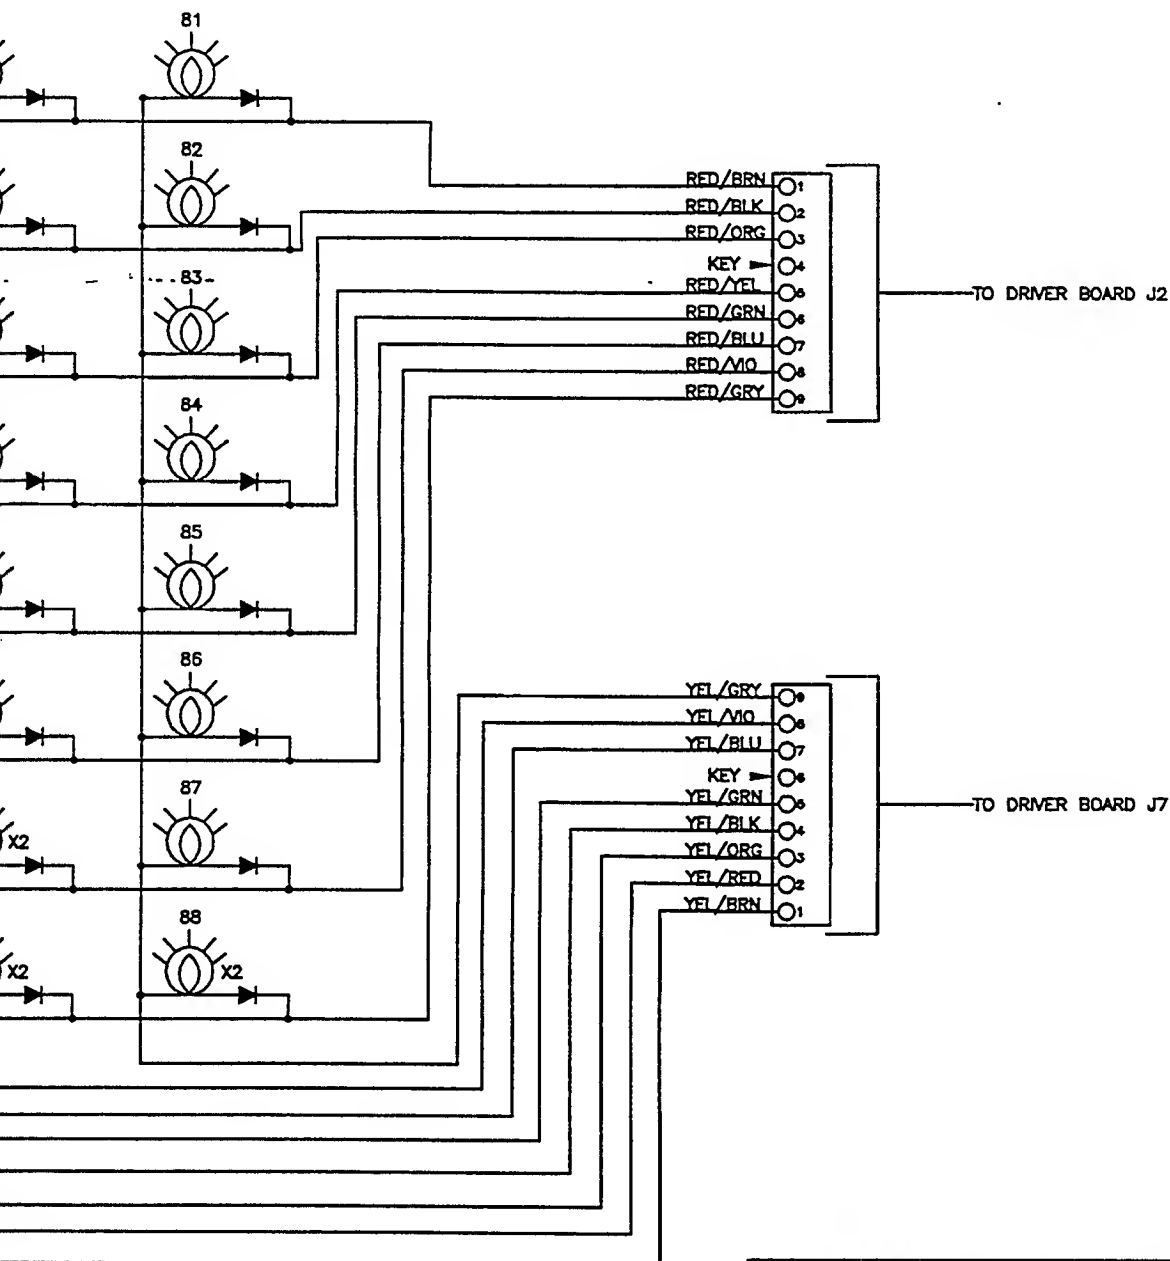 81
82
83
84
85
86
X2
87
X2
88
X2
RED/BRN 1
RED/BLK 2
RED/ORG 3
KEY 4
RED/YEL 5
RED/GRN 6
RED/BLU 7
RED/VIO 8
RED/GRY 9
TO DRIVER BOARD J2
YEL/GRY 9
YEL/VIO 8
YEL/BLU 7
KEY 6
YEL/GRN 5
YEL/BLK 4
YEL/ORG 3
YEL/RED 2
YEL/BRN 1
TO DRIVER BOARD J7